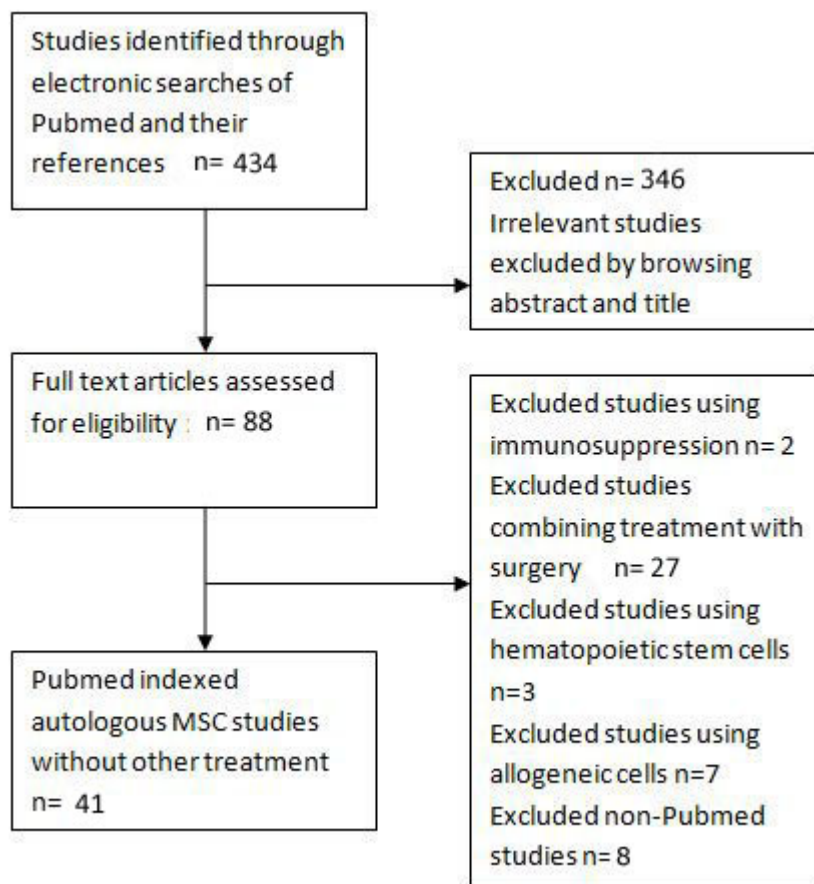 Studies identified through
electronic searches of
Pubmed and their
references n= 434
Excluded n= 346
Irrelevant studies
excluded by browsing
abstract and title
Full text articles assessed
for eligibility : n= 88
Excluded studies using
immunosuppression n= 2
Excluded studies
combining treatment with
surgery n= 27
Excluded studies using
hematopoietic stem cells
n=3
Excluded studies using
allogeneic cells n=7
Excluded non-Pubmed
studies n= 8
Pubmed indexed
autologous MSC studies
without other treatment
n= 41